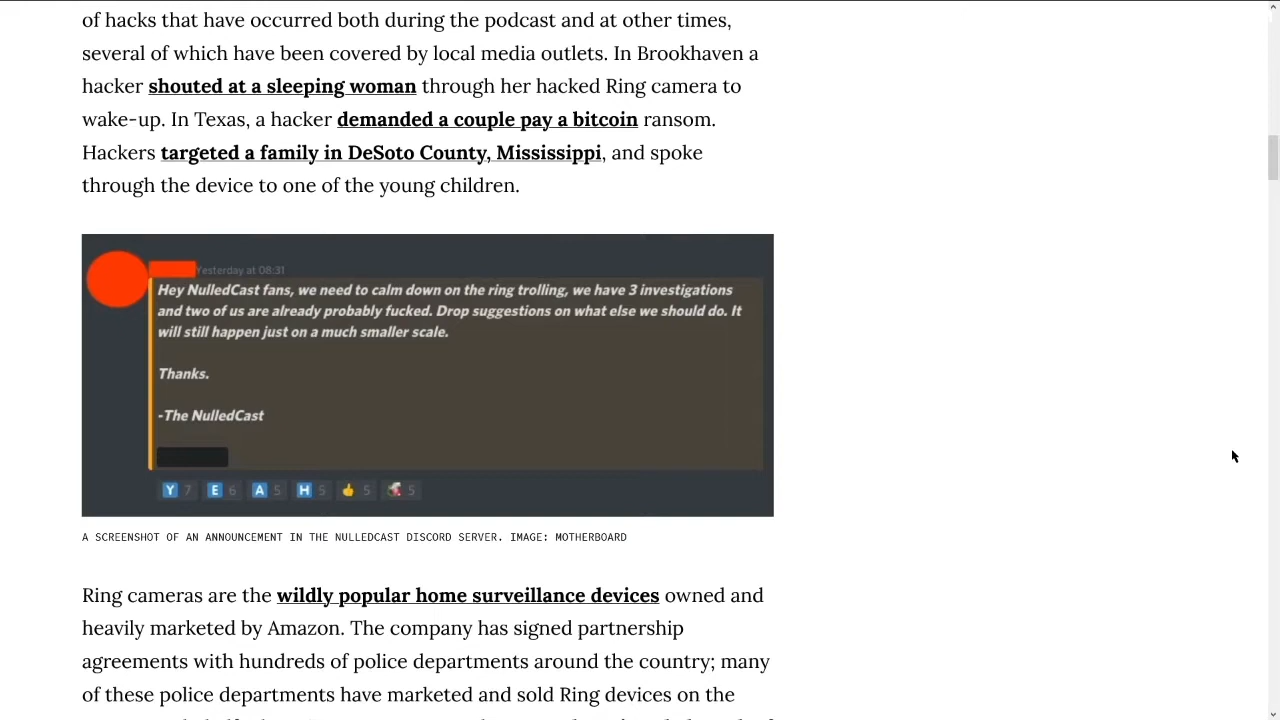 of hacks that have occurred both during the podcast and at other times,
several of which have been covered by local media outlets. In Brookhaven a
hacker shouted at a sleeping woman through her hacked Ring camera to
wake-up. In Texas, a hacker demanded a couple pay a bitcoin ransom.
Hackers targeted a family in DeSoto County, Mississippi, and spoke
through the device to one of the young children.
Yesterday at 08:31
Hey NulledCast fans, we need to calm down on the ring trolling, we have 3 investigations
and two of us are already probably fucked. Drop suggestions on what else we should do. It
will still happen just on a much smaller scale.
Thanks.
-The NulledCast
Y 7 E 6 A 5 H 5 5 5
A SCREENSHOT OF AN ANNOUNCEMENT IN THE NULLEDCAST DISCORD SERVER. IMAGE: MOTHERBOARD
Ring cameras are the wildly popular home surveillance devices owned and
heavily marketed by Amazon. The company has signed partnership
agreements with hundreds of police departments around the country; many
of these police departments have marketed and sold Ring devices on the